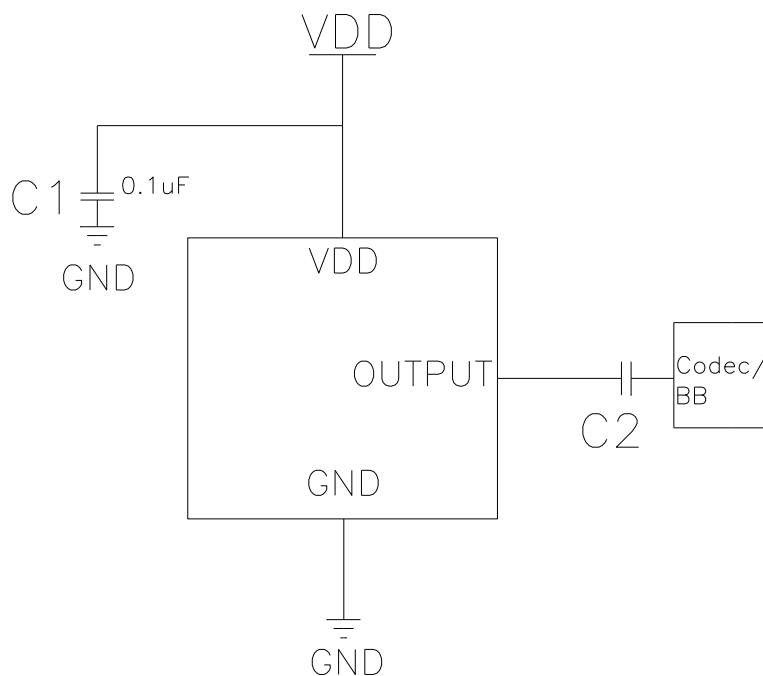 VDD
C1
0.1uF
GND
VDD
OUTPUT
Codec/
BB
C2
GND
GND